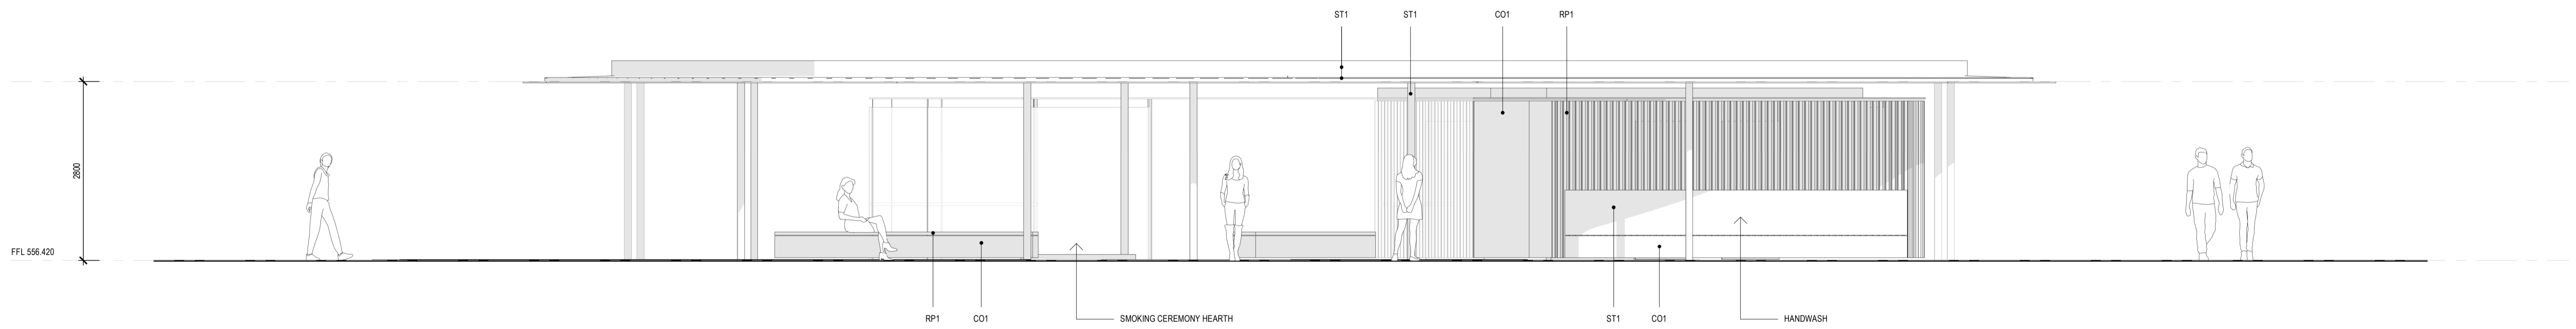 ST1 ST1 CO1 RP1
2800
FFL 556.420
RP1 CO1 SMOKING CEREMONY HEARTH ST1 CO1 HANDWASH